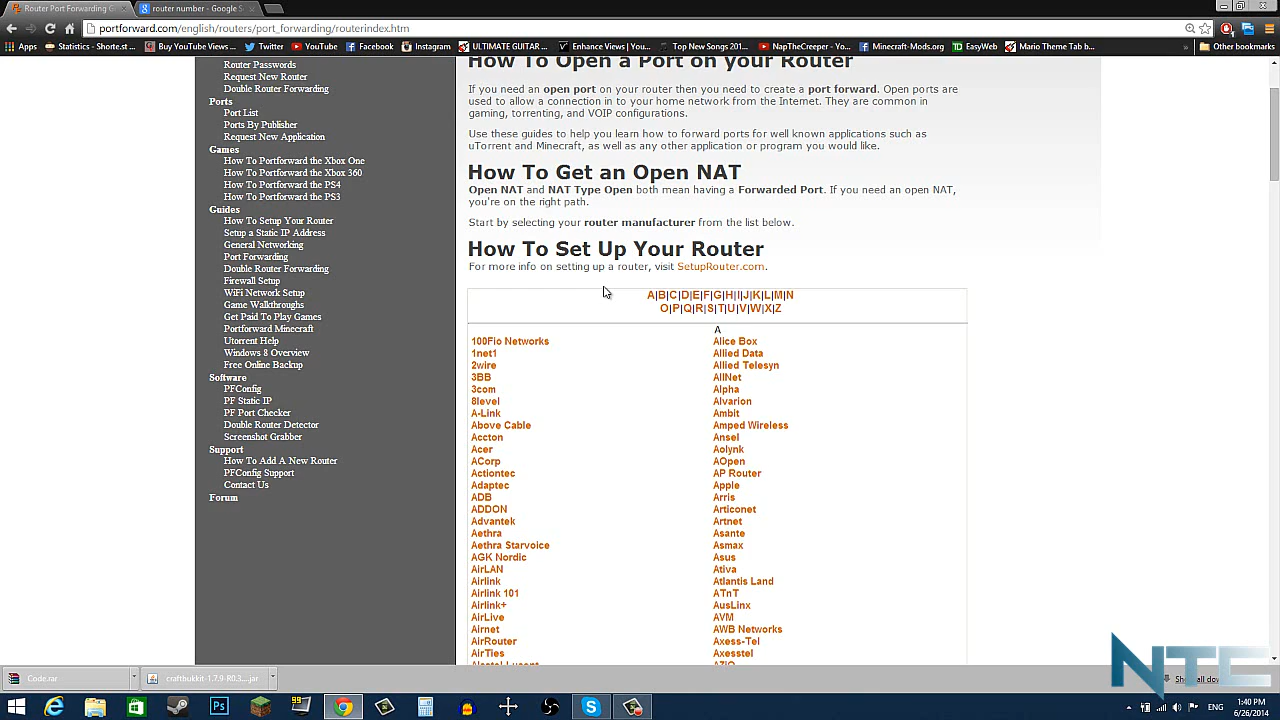 Router Port Forwarding G
router number - Google S
portforward.com/english/routers/port_forwarding/routerindex.htm
Apps
Statistics - Shorte.st ...
Buy YouTube Views ...
Twitter
YouTube
Facebook
Instagram
ULTIMATE GUITAR ...
Enhance Views | You...
Top New Songs 201...
NapTheCreeper - Yo...
Minecraft-Mods.org
EasyWeb
Mario Theme Tab b...
»
Other bookmarks
Router Passwords
Request New Router
Double Router Forwarding
Ports
Port List
Ports By Publisher
Request New Application
Games
How To Portforward the Xbox One
How To Portforward the Xbox 360
How To Portforward the PS4
How To Portforward the PS3
Guides
How To Setup Your Router
Setup a Static IP Address
General Networking
Port Forwarding
Double Router Forwarding
Firewall Setup
WiFi Network Setup
Game Walkthroughs
Get Paid To Play Games
Portforward Minecraft
Utorrent Help
Windows 8 Overview
Free Online Backup
Software
PFConfig
PF Static IP
PF Port Checker
Double Router Detector
Screenshot Grabber
Support
How To Add A New Router
PFConfig Support
Contact Us
Forum
How To Open a Port on your Router
If you need an open port on your router then you need to create a port forward. Open ports are
used to allow a connection in to your home network from the Internet. They are common in
gaming, torrenting, and VOIP configurations.
Use these guides to help you learn how to forward ports for well known applications such as
uTorrent and Minecraft, as well as any other application or program you would like.
How To Get an Open NAT
Open NAT and NAT Type Open both mean having a Forwarded Port. If you need an open NAT,
you're on the right path.
Start by selecting your router manufacturer from the list below.
How To Set Up Your Router
For more info on setting up a router, visit SetupRouter.com.
A|B|C|D|E|F|G|H|I|J|K|L|M|N
O|P|Q|R|S|T|U|V|W|X|Z
A
100Fio Networks
1net1
2wire
3BB
3com
8level
A-Link
Above Cable
Accton
Acer
ACorp
Actiontec
Adaptec
ADB
ADDON
Advantek
Aethra
Aethra Starvoice
AGK Nordic
AirLAN
Airlink
Airlink 101
Airlink+
AirLive
Airnet
AirRouter
AirTies
Alice Box
Allied Data
Allied Telesyn
AllNet
Alpha
Alvarion
Ambit
Amped Wireless
Ansel
Aolynk
AOpen
AP Router
Apple
Arris
Articonet
Artnet
Asante
Asmax
Asus
Ativa
Atlantis Land
ATnT
AusLinx
AVM
AWB Networks
Axess-Tel
Axesstel
NTC
Code.rar
craftbukkit-1.7.9-R0.3....jar
ENG
1:40 PM
6/26/2014